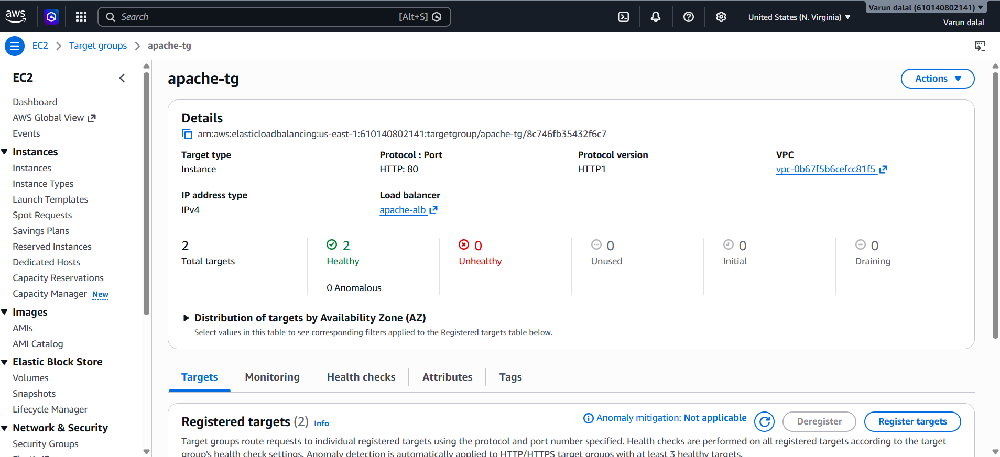 aws
Search
[Alt+S]
United States (N. Virginia)
Varun dalal (610140802141)
Varun dalal
EC2
Target groups
apache-tg
EC2
Dashboard
AWS Global View
Events
Instances
Instances
Instance Types
Launch Templates
Spot Requests
Savings Plans
Reserved Instances
Dedicated Hosts
Capacity Reservations
Capacity Manager New
Images
AMIs
AMI Catalog
Elastic Block Store
Volumes
Snapshots
Lifecycle Manager
Network & Security
Security Groups
apache-tg
Actions
Details
arn:aws:elasticloadbalancing:us-east-1:610140802141:targetgroup/apache-tg/8c746fb35432f6c7
Target type
Instance
Protocol : Port
HTTP: 80
Protocol version
HTTP1
VPC
vpc-0b67f5b6cefcc81f5
IP address type
IPv4
Load balancer
apache-alb
2
Total targets
2
Healthy
0 Anomalous
0
Unhealthy
0
Unused
0
Initial
0
Draining
Distribution of targets by Availability Zone (AZ)
Select values in this table to see corresponding filters applied to the Registered targets table below.
Targets
Monitoring
Health checks
Attributes
Tags
Registered targets (2) Info
Anomaly mitigation: Not applicable
Deregister
Register targets
Target groups route requests to individual registered targets using the protocol and port number specified. Health checks are performed on all registered targets according to the target
group's health check settings. Anomaly detection is automatically applied to HTTP/HTTPS target groups with at least 3 healthy targets.